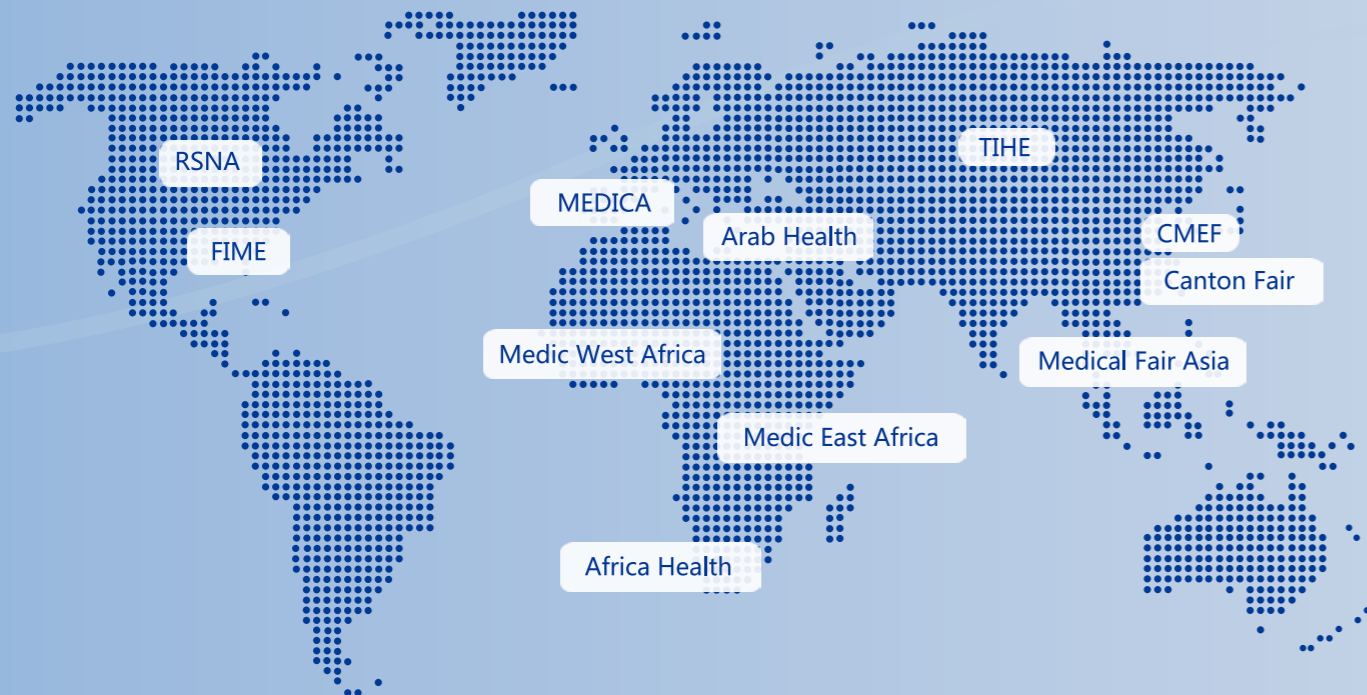 RSNA
TIHE
MEDICA
Arab Health
CMEF
FIME
Canton Fair
Medic West Africa
Medical Fair Asia
Medic East Africa
Africa Health